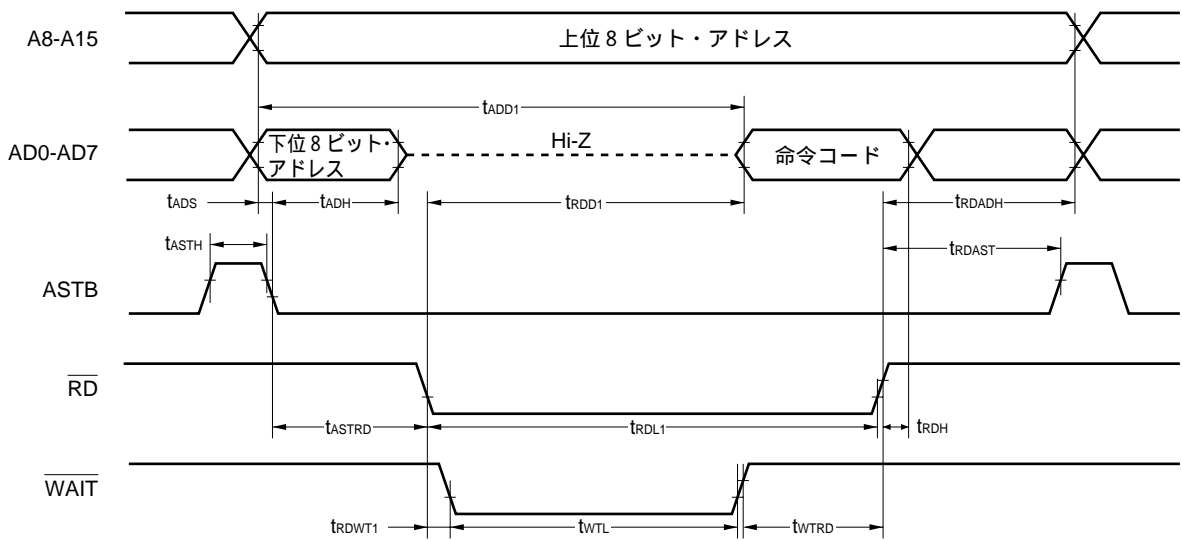 A8-A15
上位 8 ビット・アドレス
tADD1
AD0-AD7
下位 8 ビット・
アドレス
Hi-Z
命令コード
tADS
tADH
tRDD1
tRDADH
tASTH
tRDAST
ASTB
RD
tASTRD
tRDL1
tRDH
WAIT
tRDWT1
tWTL
tWTRD